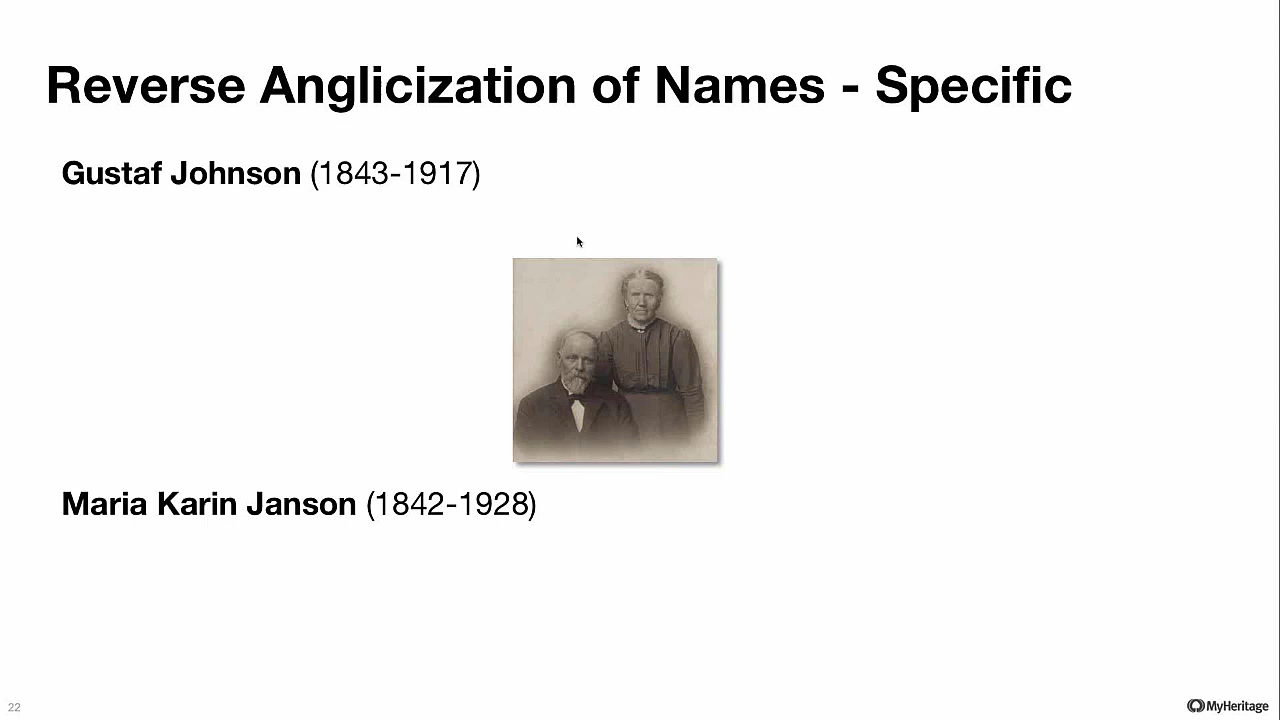 Reverse Anglicization of Names - Specific
Gustaf Johnson (1843-1917)
Maria Karin Janson (1842-1928)
22
MyHeritage